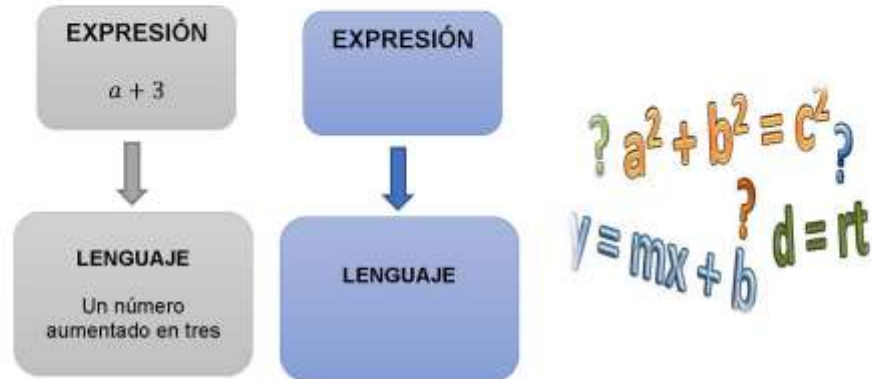 EXPRESIÓN
a + 3
LENGUAJE
Un número
aumentado en tres
EXPRESIÓN
LENGUAJE
? a² + b² = c² ?
?
y = mx + b
d = rt